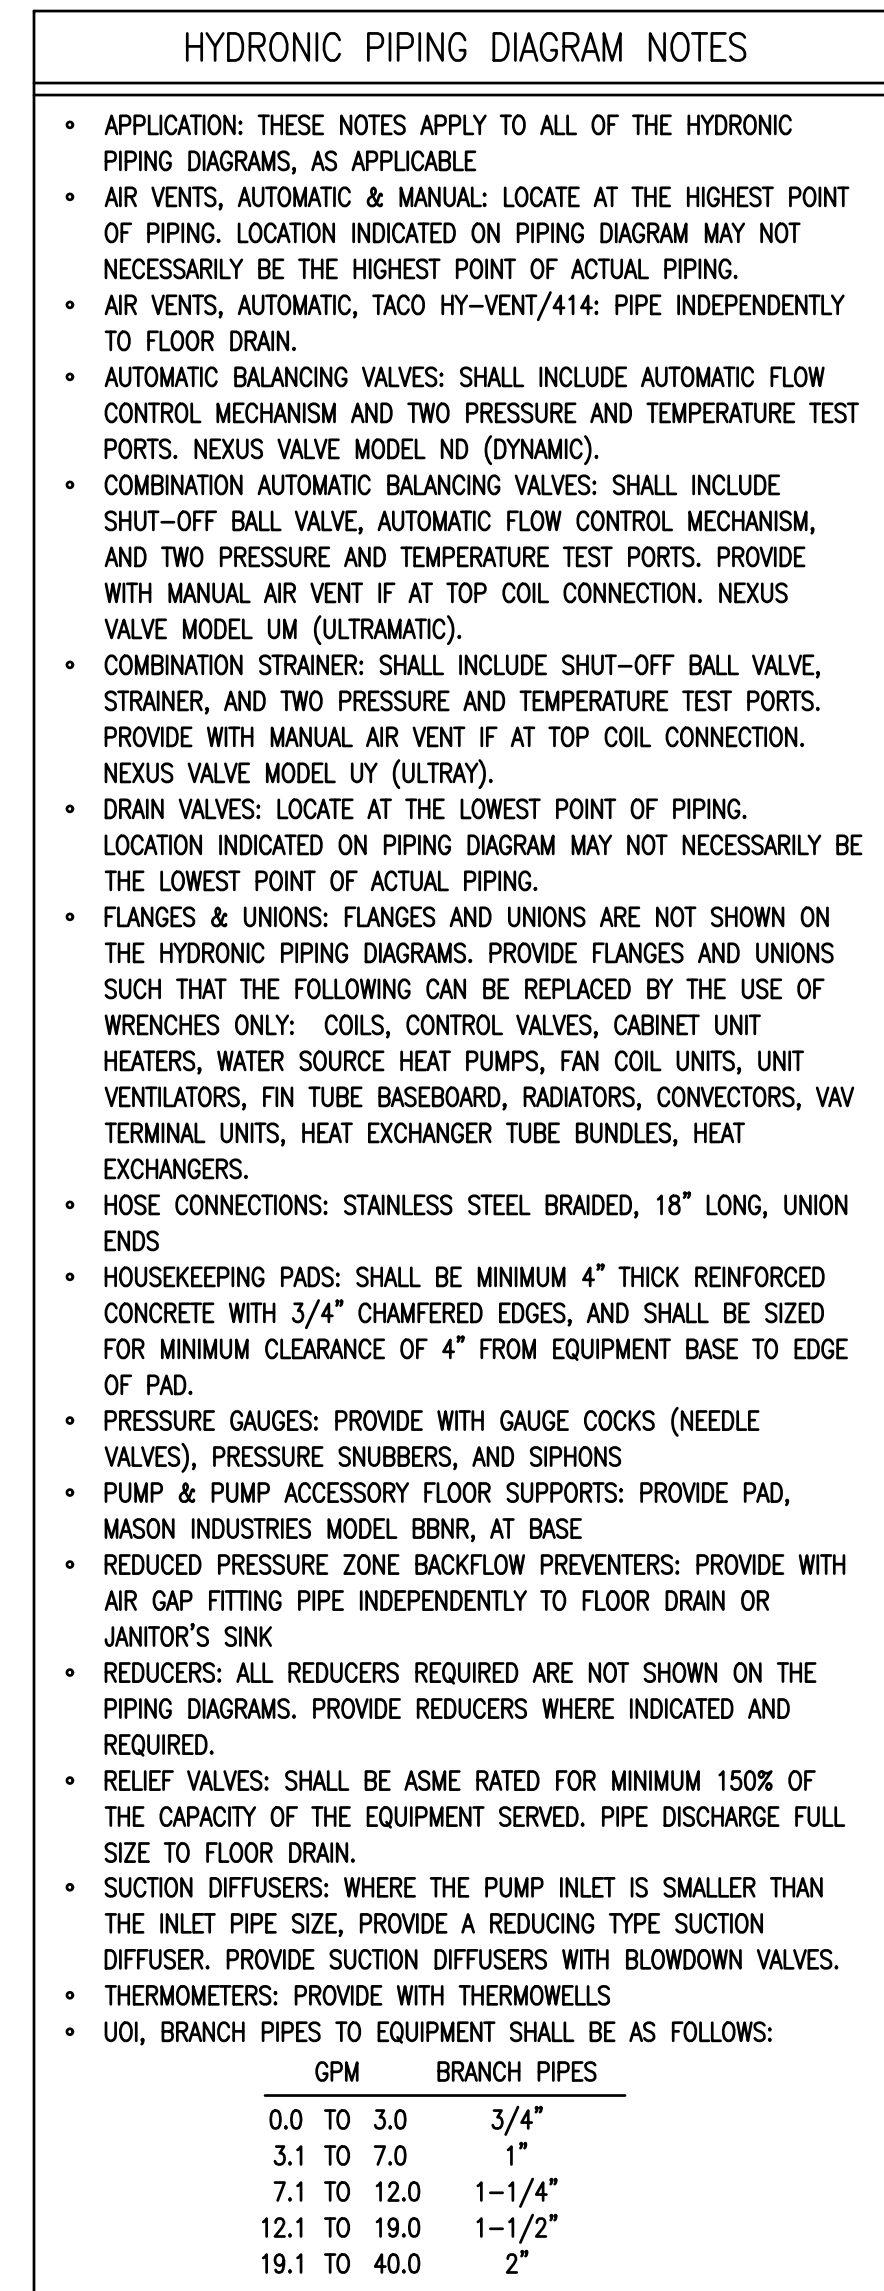 HYDRONIC PIPING DIAGRAM NOTES
° APPLICATION: THESE NOTES APPLY TO ALL OF THE HYDRONIC
PIPING DIAGRAMS, AS APPLICABLE
° AIR VENTS, AUTOMATIC & MANUAL: LOCATE AT THE HIGHEST POINT
OF PIPING. LOCATION INDICATED ON PIPING DIAGRAM MAY NOT
NECESSARILY BE THE HIGHEST POINT OF ACTUAL PIPING.
° AIR VENTS, AUTOMATIC, TACO HY-VENT/414: PIPE INDEPENDENTLY
TO FLOOR DRAIN.
° AUTOMATIC BALANCING VALVES: SHALL INCLUDE AUTOMATIC FLOW
CONTROL MECHANISM AND TWO PRESSURE AND TEMPERATURE TEST
PORTS. NEXUS VALVE MODEL ND (DYNAMIC).
° COMBINATION AUTOMATIC BALANCING VALVES: SHALL INCLUDE
SHUT-OFF BALL VALVE, AUTOMATIC FLOW CONTROL MECHANISM,
AND TWO PRESSURE AND TEMPERATURE TEST PORTS. PROVIDE
WITH MANUAL AIR VENT IF AT TOP COIL CONNECTION. NEXUS
VALVE MODEL UM (ULTRAMATIC).
° COMBINATION STRAINER: SHALL INCLUDE SHUT-OFF BALL VALVE,
STRAINER, AND TWO PRESSURE AND TEMPERATURE TEST PORTS.
PROVIDE WITH MANUAL AIR VENT IF AT TOP COIL CONNECTION.
NEXUS VALVE MODEL UY (ULTRAY).
° DRAIN VALVES: LOCATE AT THE LOWEST POINT OF PIPING.
LOCATION INDICATED ON PIPING DIAGRAM MAY NOT NECESSARILY BE
THE LOWEST POINT OF ACTUAL PIPING.
° FLANGES & UNIONS: FLANGES AND UNIONS ARE NOT SHOWN ON
THE HYDRONIC PIPING DIAGRAMS. PROVIDE FLANGES AND UNIONS
SUCH THAT THE FOLLOWING CAN BE REPLACED BY THE USE OF
WRENCHES ONLY: COILS, CONTROL VALVES, CABINET UNIT
HEATERS, WATER SOURCE HEAT PUMPS, FAN COIL UNITS, UNIT
VENTILATORS, FIN TUBE BASEBOARD, RADIATORS, CONVECTORS, VAV
TERMINAL UNITS, HEAT EXCHANGER TUBE BUNDLES, HEAT
EXCHANGERS.
° HOSE CONNECTIONS: STAINLESS STEEL BRAIDED, 18" LONG, UNION
ENDS
° HOUSEKEEPING PADS: SHALL BE MINIMUM 4" THICK REINFORCED
CONCRETE WITH 3/4" CHAMFERED EDGES, AND SHALL BE SIZED
FOR MINIMUM CLEARANCE OF 4" FROM EQUIPMENT BASE TO EDGE
OF PAD.
° PRESSURE GAUGES: PROVIDE WITH GAUGE COCKS (NEEDLE
VALVES), PRESSURE SNUBBERS, AND SIPHONS
° PUMP & PUMP ACCESSORY FLOOR SUPPORTS: PROVIDE PAD,
MASON INDUSTRIES MODEL BBNR, AT BASE
° REDUCED PRESSURE ZONE BACKFLOW PREVENTERS: PROVIDE WITH
AIR GAP FITTING PIPE INDEPENDENTLY TO FLOOR DRAIN OR
JANITOR'S SINK
° REDUCERS: ALL REDUCERS REQUIRED ARE NOT SHOWN ON THE
PIPING DIAGRAMS. PROVIDE REDUCERS WHERE INDICATED AND
REQUIRED.
° RELIEF VALVES: SHALL BE ASME RATED FOR MINIMUM 150% OF
THE CAPACITY OF THE EQUIPMENT SERVED. PIPE DISCHARGE FULL
SIZE TO FLOOR DRAIN.
° SUCTION DIFFUSERS: WHERE THE PUMP INLET IS SMALLER THAN
THE INLET PIPE SIZE, PROVIDE A REDUCING TYPE SUCTION
DIFFUSER. PROVIDE SUCTION DIFFUSERS WITH BLOWDOWN VALVES.
° THERMOMETERS: PROVIDE WITH THERMOWELLS
° UOI, BRANCH PIPES TO EQUIPMENT SHALL BE AS FOLLOWS:
GPM BRANCH PIPES
0.0 TO 3.0 3/4"
3.1 TO 7.0 1"
7.1 TO 12.0 1-1/4"
12.1 TO 19.0 1-1/2"
19.1 TO 40.0 2"